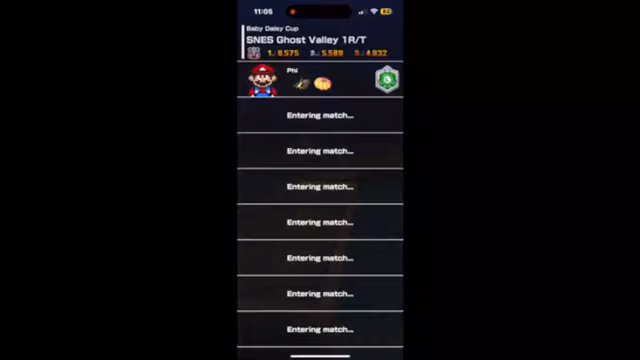 11:05
Baby Daisy Cup
SNES Ghost Valley 1R/T
1.: 6.575 2.: 5.589 3.: 4.932
Phi
Entering match...
Entering match...
Entering match...
Entering match...
Entering match...
Entering match...
Entering match...